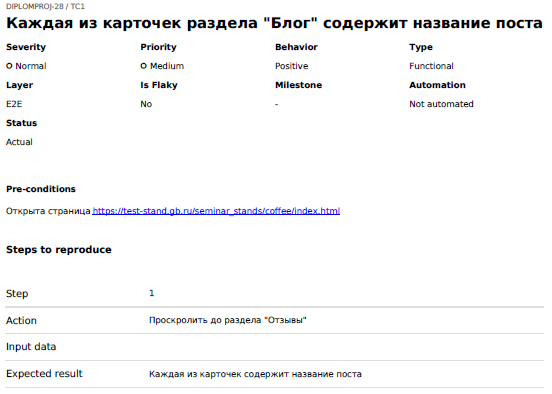 DIPLOMPROJ-28 / TC1
Каждая из карточек раздела "Блог" содержит название поста
Severity Priority Behavior Type
Normal Medium Positive Functional
Layer Is Flaky Milestone Automation
E2E No - Not automated
Status
Actual
Pre-conditions
Открыта страница https://test-stand.gb.ru/seminar_stands/coffee/index.html
Steps to reproduce
Step 1
Action Проскролить до раздела "Отзывы"
Input data
Expected result Каждая из карточек содержит название поста